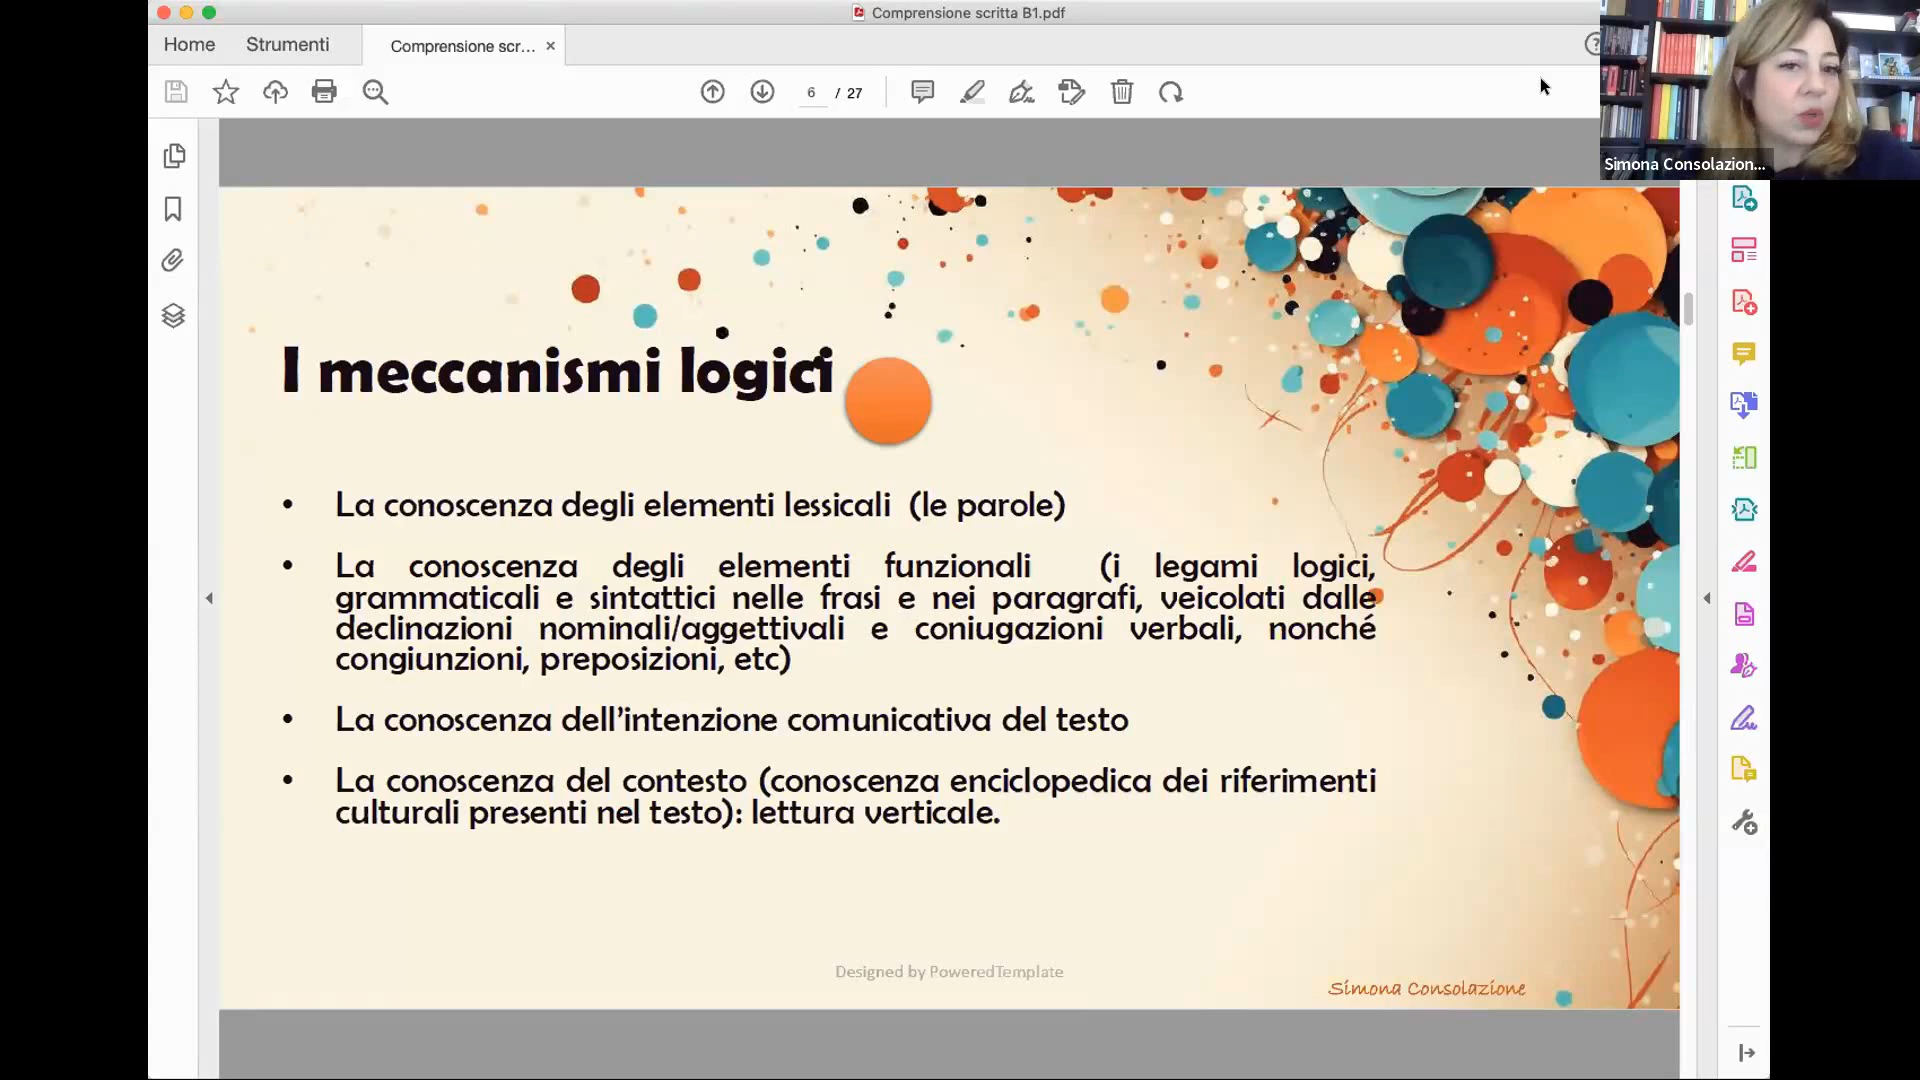 Comprensione scritta B1.pdf
Home
Strumenti
Comprensione scr...
6 / 27
Simona Consolazion...
I meccanismi logici
• La conoscenza degli elementi lessicali (le parole)
• La conoscenza degli elementi funzionali (i legami logici,
grammaticali e sintattici nelle frasi e nei paragrafi, veicolati dalle
declinazioni nominali/aggettivali e coniugazioni verbali, nonché
congiunzioni, preposizioni, etc)
• La conoscenza dell’intenzione comunicativa del testo
• La conoscenza del contesto (conoscenza enciclopedica dei riferimenti
culturali presenti nel testo): lettura verticale.
Designed by PoweredTemplate
Simona Consolazione